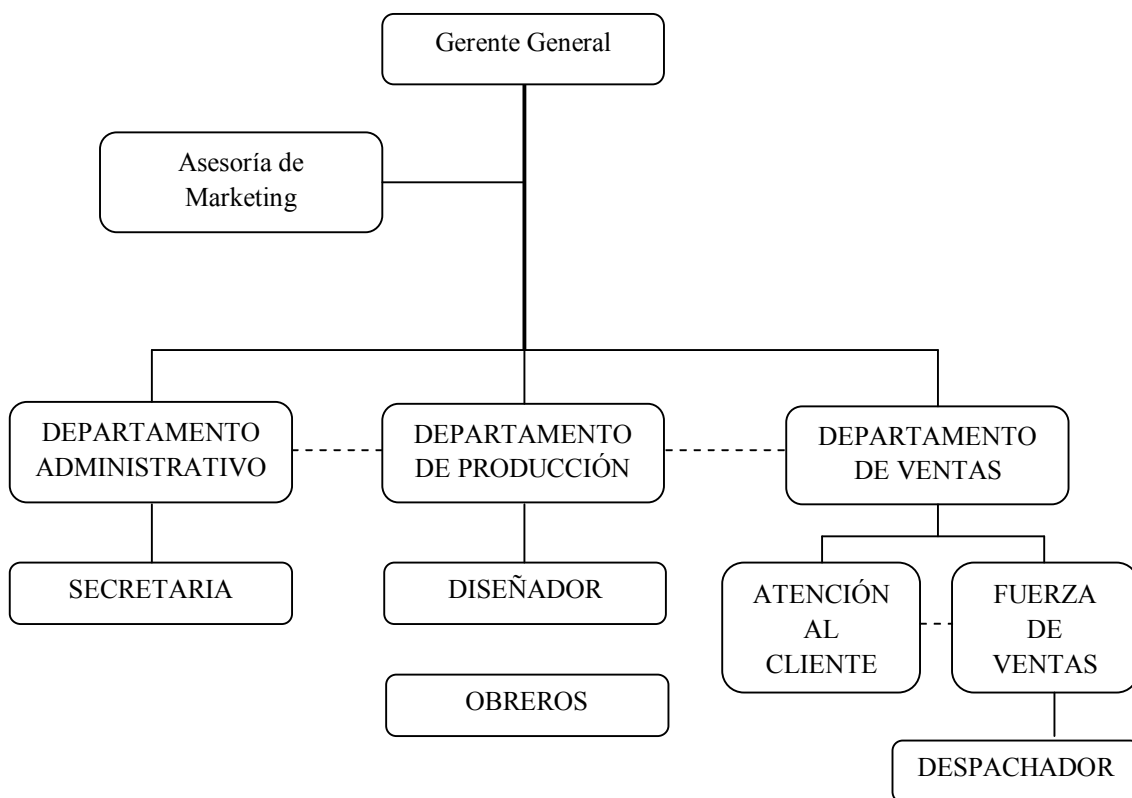 Gerente General
Asesoría de
Marketing
DEPARTAMENTO
ADMINISTRATIVO
DEPARTAMENTO
DE PRODUCCIÓN
DEPARTAMENTO
DE VENTAS
SECRETARIA
DISEÑADOR
ATENCIÓN
AL
CLIENTE
FUERZA
DE
VENTAS
OBREROS
DESPACHADOR